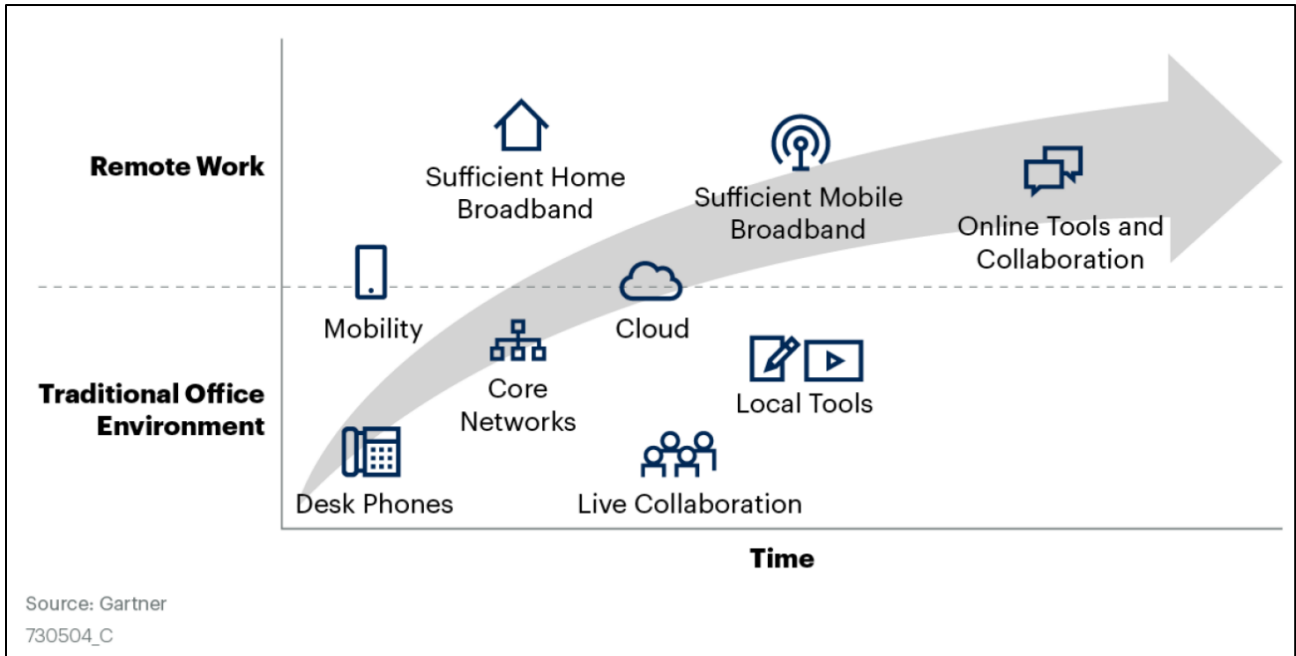 Remote Work
Sufficient Home
Broadband
Sufficient Mobile
Broadband
Online Tools and
Collaboration
Mobility
Cloud
Traditional Office
Environment
Core
Networks
Local Tools
Desk Phones
Live Collaboration
Time
Source: Gartner
730504_C